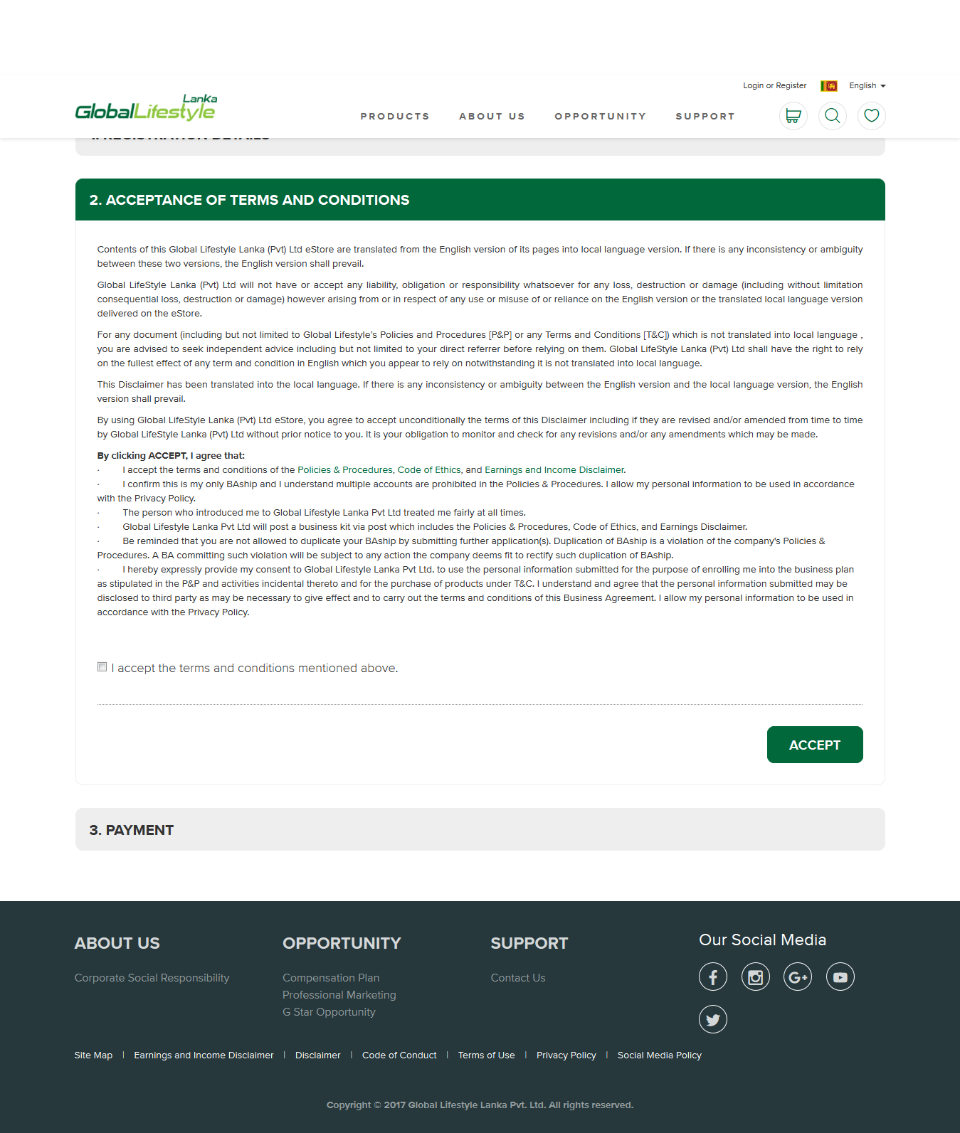 Login or Register
English
Lanka
GlobalLifestyle
PRODUCTS ABOUT US OPPORTUNITY SUPPORT
2. ACCEPTANCE OF TERMS AND CONDITIONS
Contents of this Global Lifestyle Lanka (Pvt) Ltd eStore are translated from the English version of its pages into local language version. If there is any inconsistency or ambiguity
between these two versions, the English version shall prevail.
Global LifeStyle Lanka (Pvt) Ltd will not have or accept any liability, obligation or responsibility whatsoever for any loss, destruction or damage (including without limitation
consequential loss, destruction or damage) however arising from or in respect of any use or misuse of or reliance on the English version or the translated local language version
delivered on the eStore.
For any document (including but not limited to Global Lifestyle's Policies and Procedures [P&P] or any Terms and Conditions [T&C]) which is not translated into local language ,
you are advised to seek independent advice including but not limited to your direct referrer before relying on them. Global LifeStyle Lanka (Pvt) Ltd shall have the right to rely
on the fullest effect of any term and condition in English which you appear to rely on notwithstanding it is not translated into local language.
This Disclaimer has been translated into the local language. If there is any inconsistency or ambiguity between the English version and the local language version, the English
version shall prevail.
By using Global LifeStyle Lanka (Pvt) Ltd eStore, you agree to accept unconditionally the terms of this Disclaimer including if they are revised and/or amended from time to time
by Global LifeStyle Lanka (Pvt) Ltd without prior notice to you. It is your obligation to monitor and check for any revisions and/or any amendments which may be made.
By clicking ACCEPT, I agree that:
· I accept the terms and conditions of the Policies & Procedures, Code of Ethics, and Earnings and Income Disclaimer.
· I confirm this is my only BAship and I understand multiple accounts are prohibited in the Policies & Procedures. I allow my personal information to be used in accordance
with the Privacy Policy.
· The person who introduced me to Global Lifestyle Lanka Pvt Ltd treated me fairly at all times.
· Global Lifestyle Lanka Pvt Ltd will post a business kit via post which includes the Policies & Procedures, Code of Ethics, and Earnings Disclaimer.
· Be reminded that you are not allowed to duplicate your BAship by submitting further application(s). Duplication of BAship is a violation of the company's Policies &
Procedures. A BA committing such violation will be subject to any action the company deems fit to rectify such duplication of BAship.
· I hereby expressly provide my consent to Global Lifestyle Lanka Pvt Ltd. to use the personal information submitted for the purpose of enrolling me into the business plan
as stipulated in the P&P and activities incidental thereto and for the purchase of products under T&C. I understand and agree that the personal information submitted may be
disclosed to third party as may be necessary to give effect and to carry out the terms and conditions of this Business Agreement. I allow my personal information to be used in
accordance with the Privacy Policy.
I accept the terms and conditions mentioned above.
ACCEPT
3. PAYMENT
ABOUT US
Corporate Social Responsibility
OPPORTUNITY
Compensation Plan
Professional Marketing
G Star Opportunity
SUPPORT
Contact Us
Our Social Media
Site Map | Earnings and Income Disclaimer | Disclaimer | Code of Conduct | Terms of Use | Privacy Policy | Social Media Policy
Copyright © 2017 Global Lifestyle Lanka Pvt. Ltd. All rights reserved.